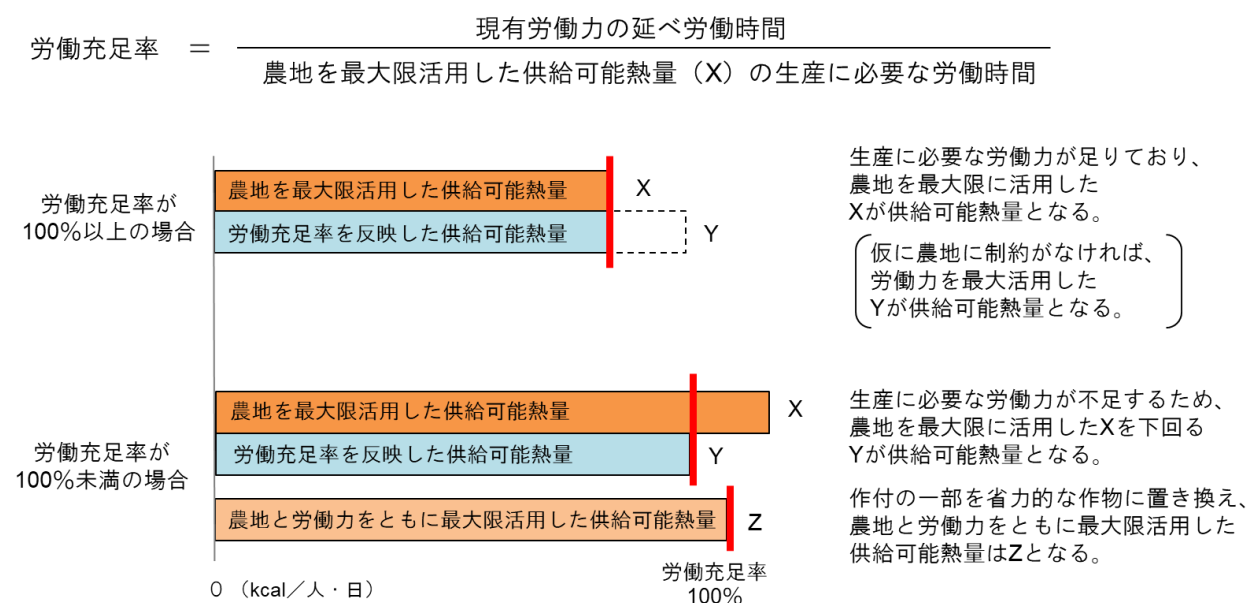 労働充足率 ＝ 現有労働力の延べ労働時間
農地を最大限活用した供給可能熱量（X）の生産に必要な労働時間
労働充足率が
100%以上の場合
農地を最大限活用した供給可能熱量
X
労働充足率を反映した供給可能熱量
Y
生産に必要な労働力が足りており、
農地を最大限に活用した
Xが供給可能熱量となる。
仮に農地に制約がなければ、
労働力を最大活用した
Yが供給可能熱量となる。
労働充足率が
100%未満の場合
農地を最大限活用した供給可能熱量
X
労働充足率を反映した供給可能熱量
Y
農地と労働力をともに最大限活用した供給可能熱量
Z
生産に必要な労働力が不足するため、
農地を最大限に活用したXを下回る
Yが供給可能熱量となる。
作付の一部を省力的な作物に置き換え、
農地と労働力をともに最大限活用した
供給可能熱量はZとなる。
0 （kcal／人・日）
労働充足率
100%